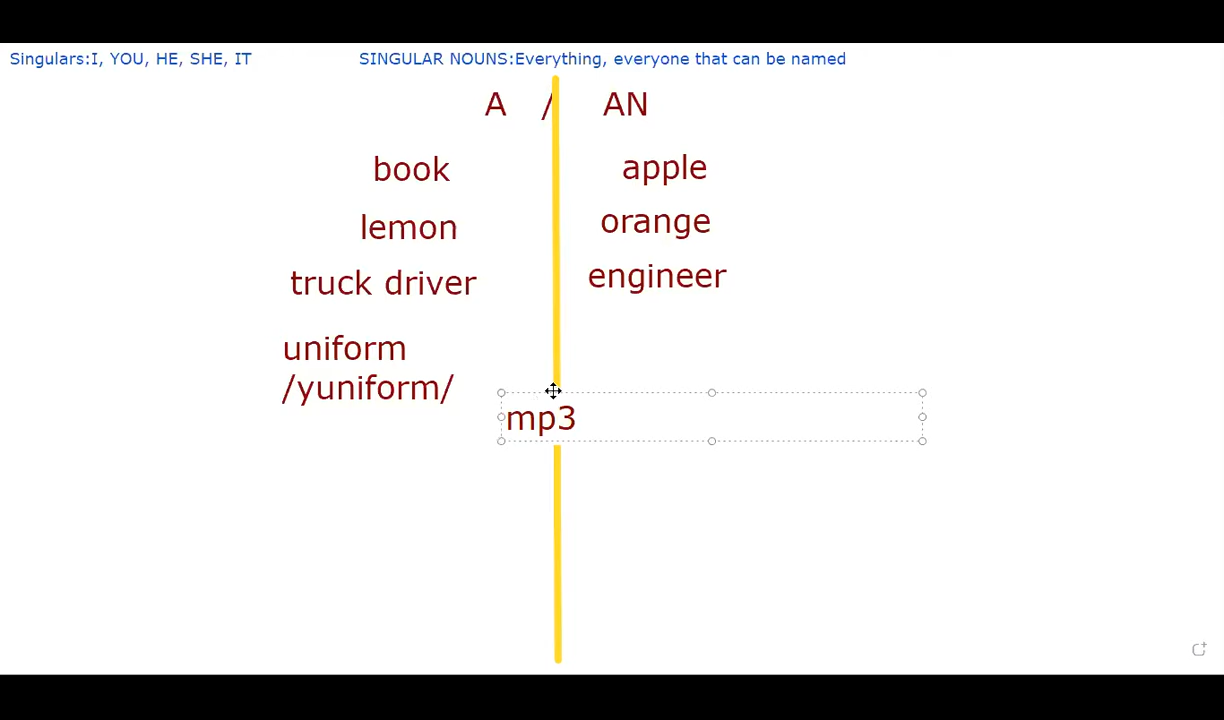 Singulars:I, YOU, HE, SHE, IT
SINGULAR NOUNS:Everything, everyone that can be named
A / AN
book apple
lemon orange
truck driver engineer
uniform
/yuniform/
mp3